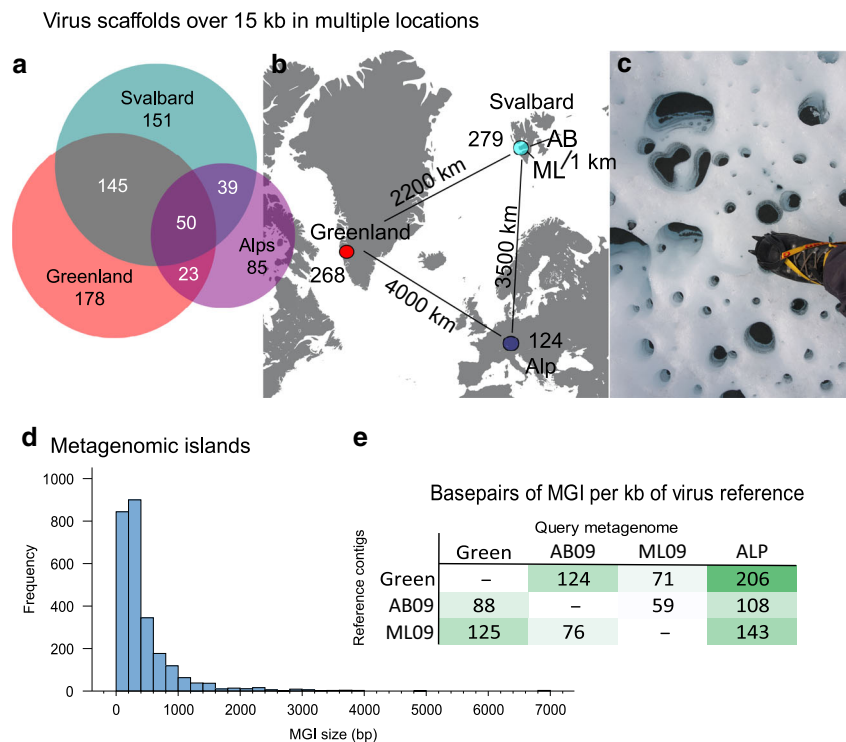 Virus scaffolds over 15 kb in multiple locations
a
Svalbard
151
145
39
50
Alps
85
Greenland
178
23
b
Svalbard
279
AB
ML
1 km
2200 km
Greenland
268
3500 km
4000 km
124
Alp
c
d
Metagenomic islands
Frequency
1000
800
600
400
200
0
0 1000 2000 3000 4000 5000 6000 7000
MGI size (bp)
e
Basepairs of MGI per kb of virus reference
Query metagenome
Reference contigs
Green AB09 ML09 ALP
Green – 124 71 206
AB09 88 – 59 108
ML09 125 76 – 143